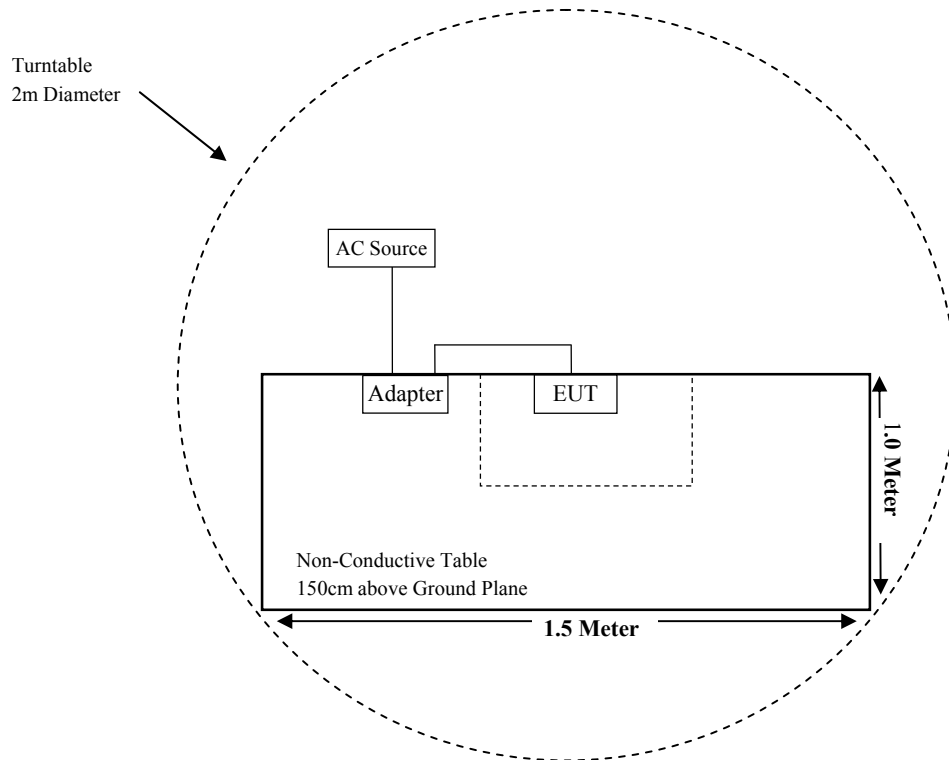 Turntable
2m Diameter
AC Source
Adapter
EUT
1.0 Meter
Non-Conductive Table
150cm above Ground Plane
1.5 Meter